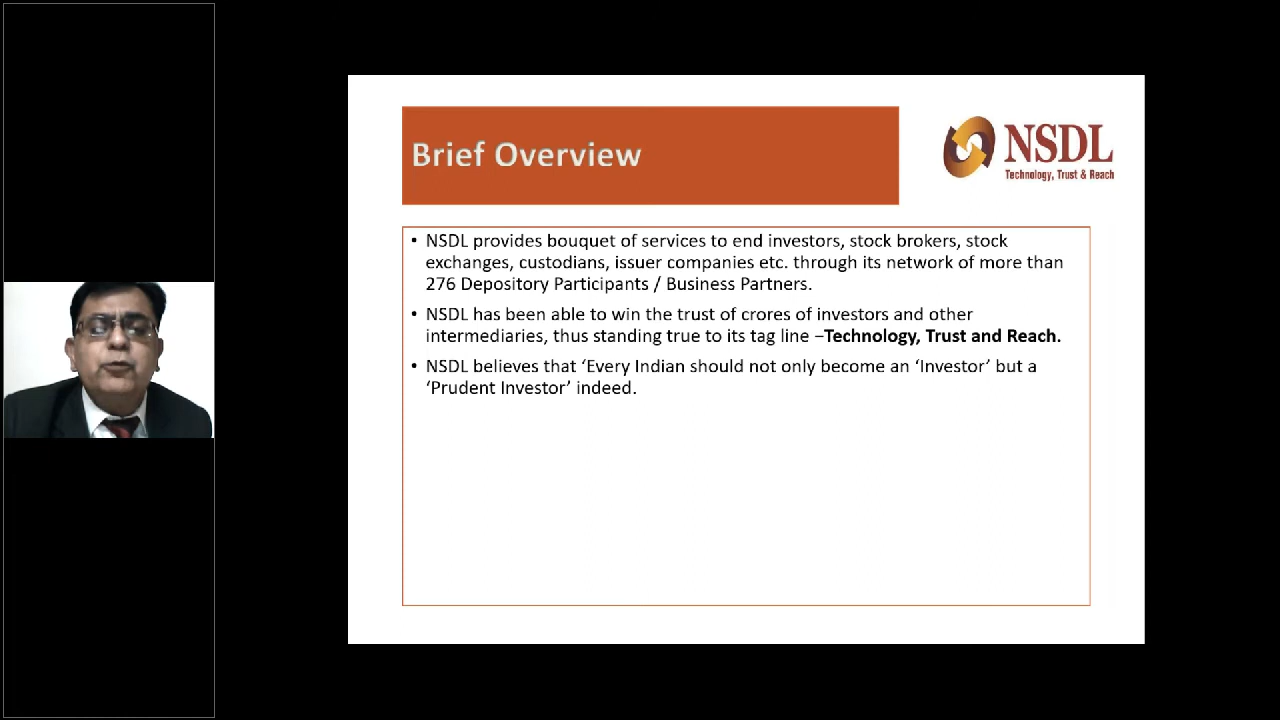 Brief Overview
NSDL
Technology, Trust & Reach
• NSDL provides bouquet of services to end investors, stock brokers, stock
exchanges, custodians, issuer companies etc. through its network of more than
276 Depository Participants / Business Partners.
• NSDL has been able to win the trust of crores of investors and other
intermediaries, thus standing true to its tag line –Technology, Trust and Reach.
• NSDL believes that ‘Every Indian should not only become an ‘Investor’ but a
‘Prudent Investor’ indeed.